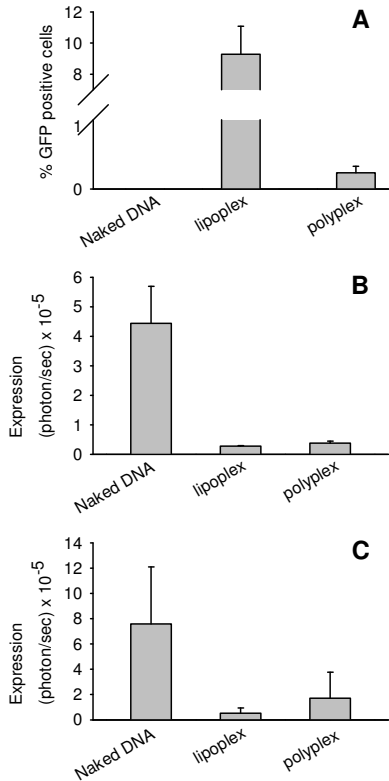 A
12
10
8
1
0
% GFP positive cells
Naked DNA
lipoplex
polyplex
B
6
5
4
3
2
1
0
Expression
(photon/sec) x 10-5
Naked DNA
lipoplex
polyplex
C
14
12
10
8
6
4
2
0
Expression
(photon/sec) x 10-5
Naked DNA
lipoplex
polyplex